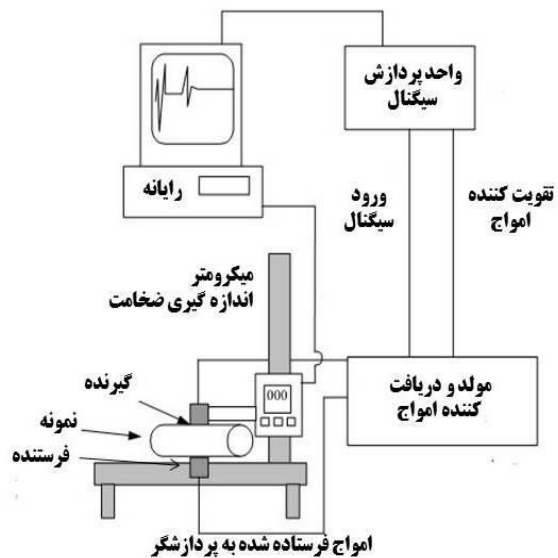 واحد پردازش
سیگنال
رایانه
ورود
سیگنال
تقویت کننده
امواج
میکرومتر
اندازه گیری ضخامت
گیرنده
نمونه
فرستنده
000
مولد و دریافت
کننده امواج
امواج فرستاده شده به پردازشگر